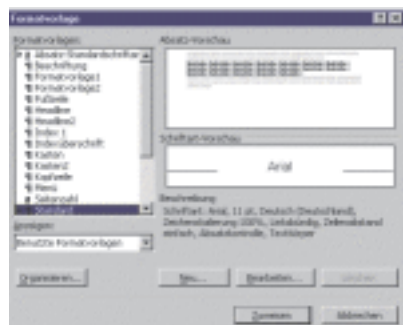 Formatvorlage
Formatvorlagen:
Absatz-Standardschriftar
Beschriftung
Formatvorlage1
Formatvorlage2
Fußzeile
Headline
Headline2
Index 1
Indexüberschrift
Kasten
Kasten2
Kopfzeile
Menü
Seitenzahl
Standard
Anzeigen:
Benutzte Formatvorlagen
Absatz-Vorschau
Schriftart-Vorschau
Arial
Beschreibung
Schriftart: Arial, 11 pt, Deutsch (Deutschland),
Zeichenskalierung 100%, Linksbündig, Zeilenabstand
einfach, Absatzkontrolle, Textkörper
Organisieren...
Neu...
Bearbeiten...
Löschen
Zuweisen
Abbrechen